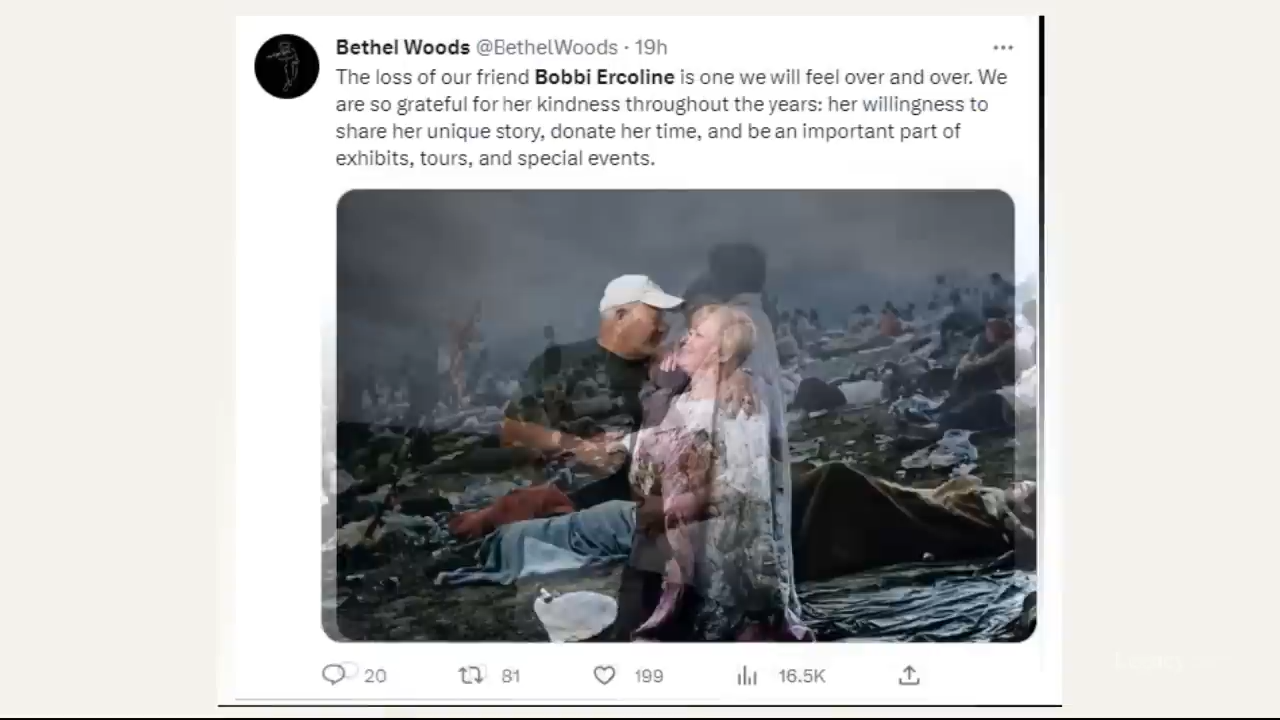 Bethel Woods @BethelWoods · 19h
The loss of our friend Bobbi Ercoline is one we will feel over and over. We
are so grateful for her kindness throughout the years: her willingness to
share her unique story, donate her time, and be an important part of
exhibits, tours, and special events.
20 81 199 16.5K